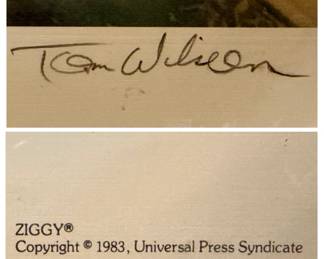 Tom Wilson
ZIGGY®
Copyright © 1983, Universal Press Syndicate